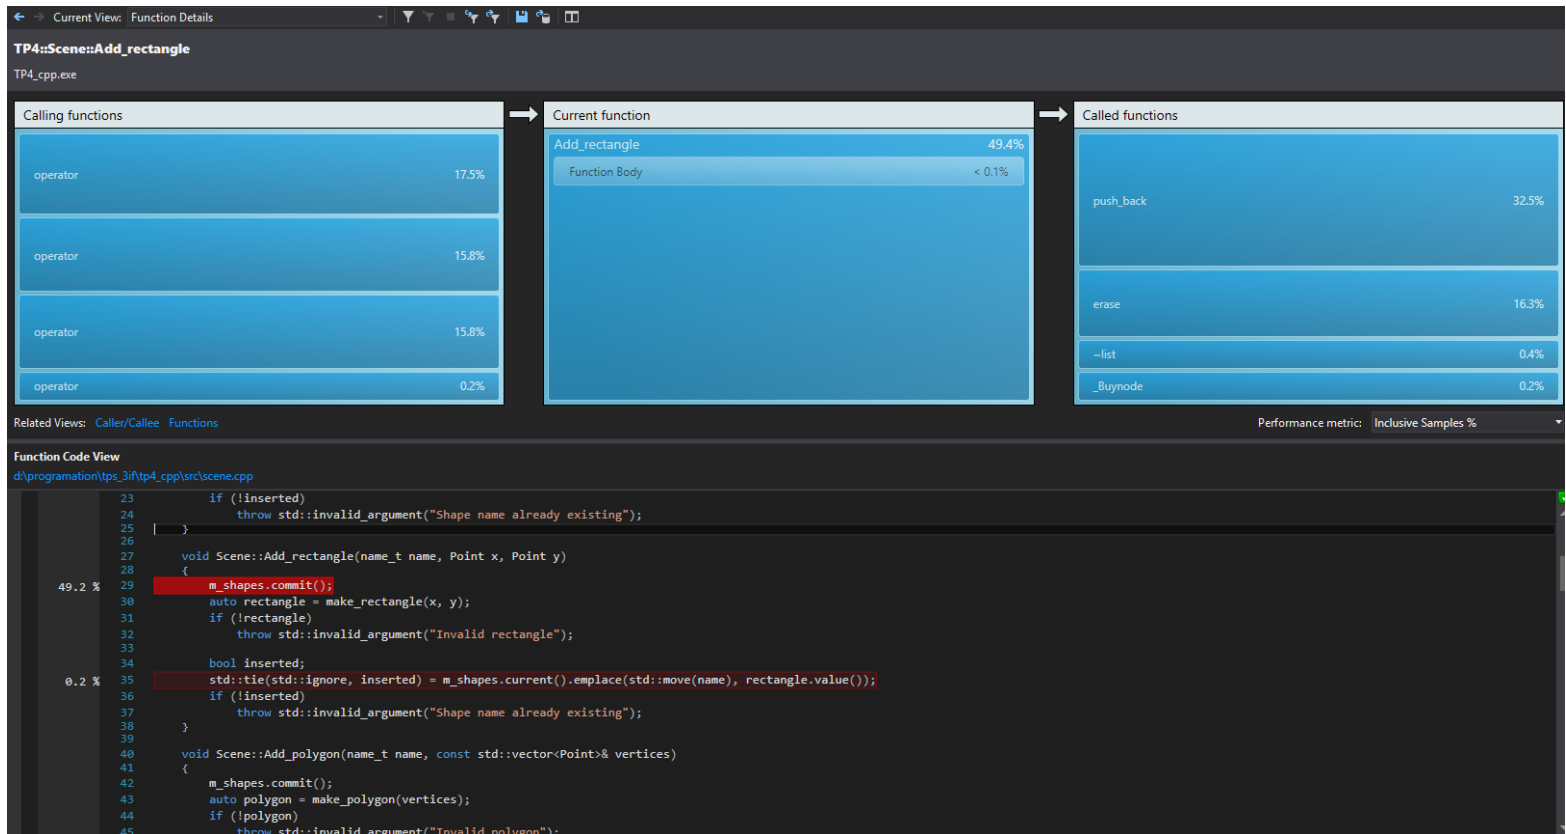 Current View: Function Details
TP4::Scene::Add_rectangle
TP4_cpp.exe
Calling functions
operator 17.5%
operator 15.8%
operator 15.8%
operator 0.2%
Current function
Add_rectangle 49.4%
Function Body < 0.1%
Called functions
push_back 32.5%
erase 16.3%
~list 0.4%
_Buynode 0.2%
Related Views: Caller/Callee Functions Performance metric: Inclusive Samples %
Function Code View
d:\programation\tps_3if\tp4_cpp\src\scene.cpp
23 if (!inserted)
24 throw std::invalid_argument("Shape name already existing");
25 }
26
27 void Scene::Add_rectangle(name_t name, Point x, Point y)
28 {
49.2 % 29 m_shapes.commit();
30 auto rectangle = make_rectangle(x, y);
31 if (!rectangle)
32 throw std::invalid_argument("Invalid rectangle");
33
34 bool inserted;
0.2 % 35 std::tie(std::ignore, inserted) = m_shapes.current().emplace(std::move(name), rectangle.value());
36 if (!inserted)
37 throw std::invalid_argument("Shape name already existing");
38 }
39
40 void Scene::Add_polygon(name_t name, const std::vector<Point>& vertices)
41 {
42 m_shapes.commit();
43 auto polygon = make_polygon(vertices);
44 if (!polygon)
45 throw std::invalid_argument("Invalid polygon");